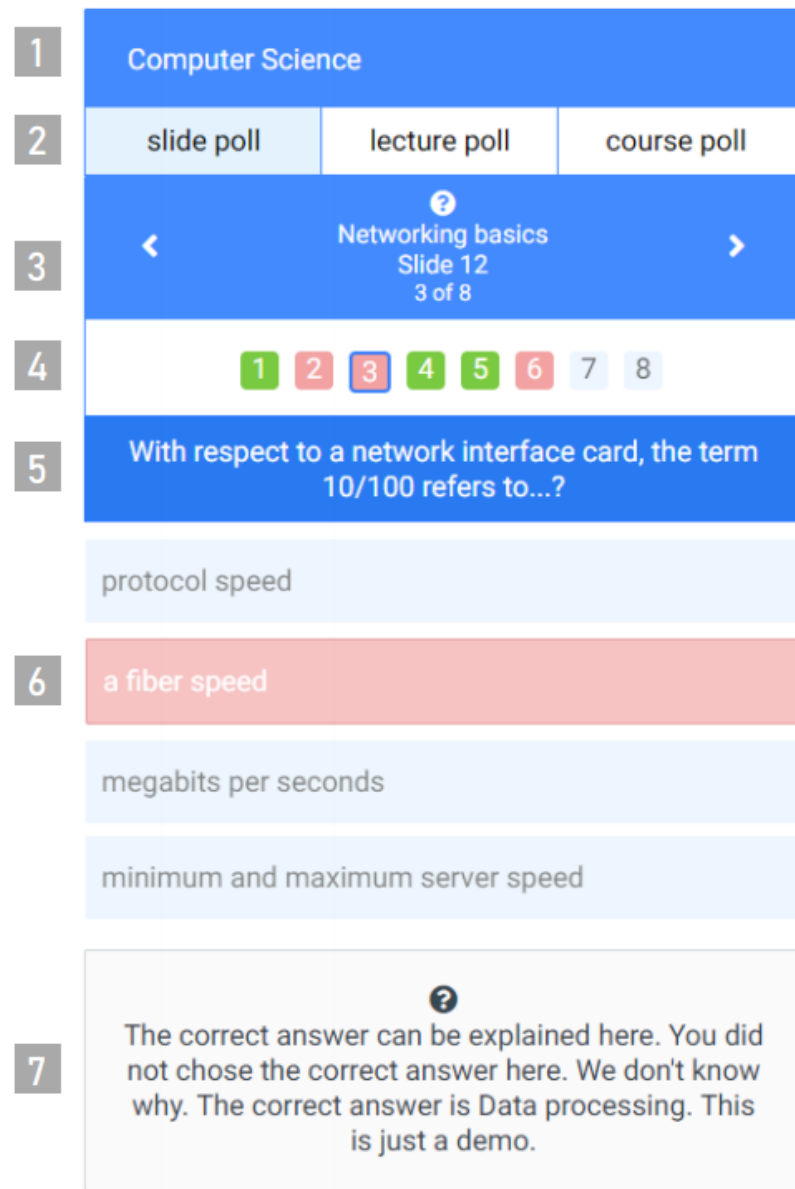 1
Computer Science
2
slide poll lecture poll course poll
?
Networking basics
3
Slide 12
3 of 8
4
1 2 3 4 5 6 7 8
5
With respect to a network interface card, the term
10/100 refers to...?
protocol speed
6
a fiber speed
megabits per seconds
minimum and maximum server speed
?
The correct answer can be explained here. You did
7
not chose the correct answer here. We don't know
why. The correct answer is Data processing. This
is just a demo.